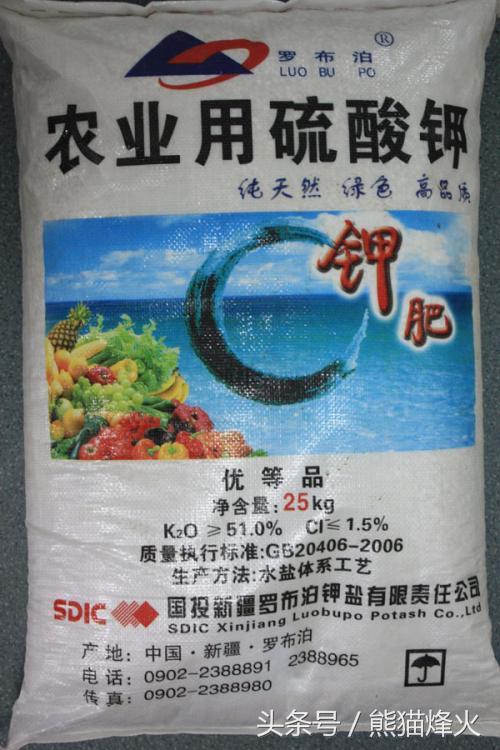 罗布泊®
LUO BU PO
农业用硫酸钾
纯天然 绿色 高品质
钾肥
优等品
净含量:25kg
K₂O ≥51.0% Cl≤1.5%
质量执行标准:GB20406-2006
生产方法:水盐体系工艺
SDIC 国投新疆罗布泊钾盐有限责任公司
SDIC Xinjiang Luobupo Potash Co.,Ltd
产地:中国·新疆·罗布泊
电话:0902-2388891 2388965
传真:0902-2388980
头条号/熊猫烽火